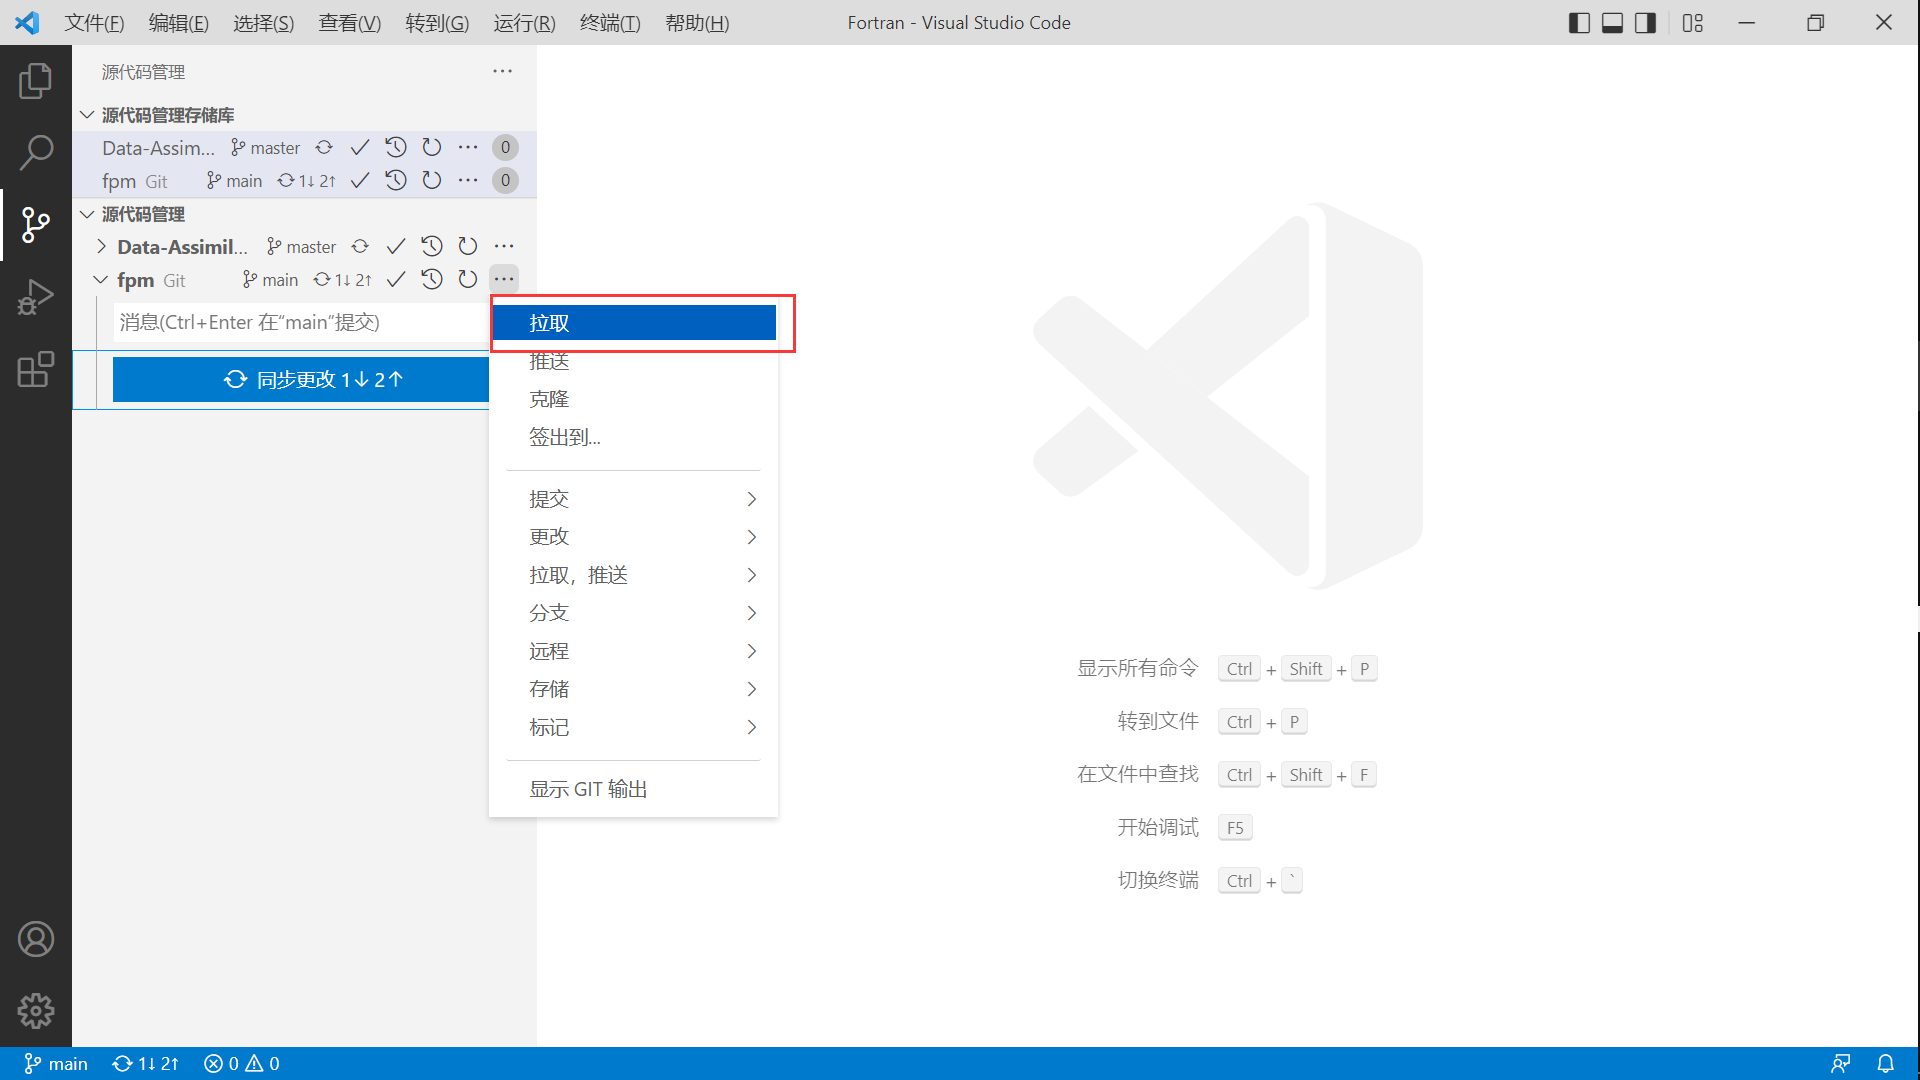 文件(F) 编辑(E) 选择(S) 查看(V) 转到(G) 运行(R) 终端(T) 帮助(H) Fortran - Visual Studio Code
源代码管理
源代码管理存储库
Data-Assim... master 0
fpm Git main 1↓ 2↑ 0
源代码管理
Data-Assimil... master
fpm Git main 1↓ 2↑
消息(Ctrl+Enter 在“main”提交)
同步更改 1↓ 2↑
拉取
推送
克隆
签出到...
提交
更改
拉取，推送
分支
远程
存储
标记
显示 GIT 输出
显示所有命令 Ctrl + Shift + P
转到文件 Ctrl + P
在文件中查找 Ctrl + Shift + F
开始调试 F5
切换终端 Ctrl + `
main 1↓ 2↑ 0 0